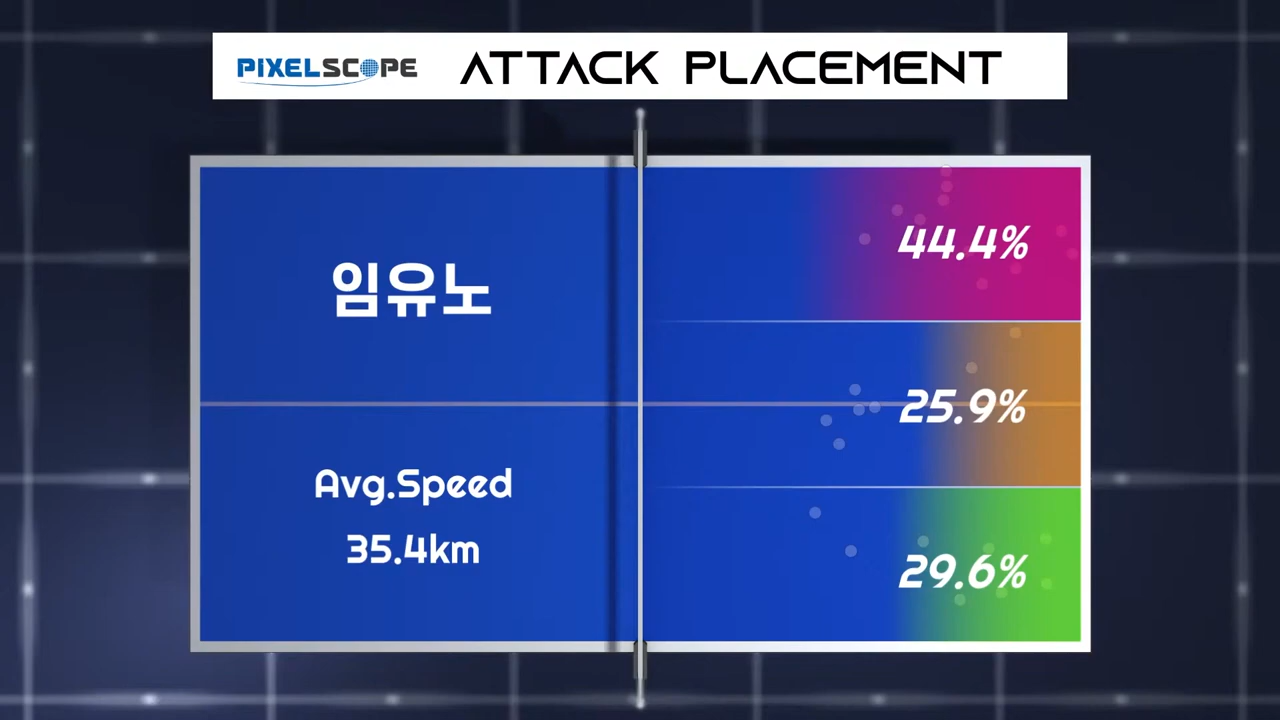 PIXELSCOPE ATTACK PLACEMENT
임유노
Avg.Speed
35.4km
44.4%
25.9%
29.6%